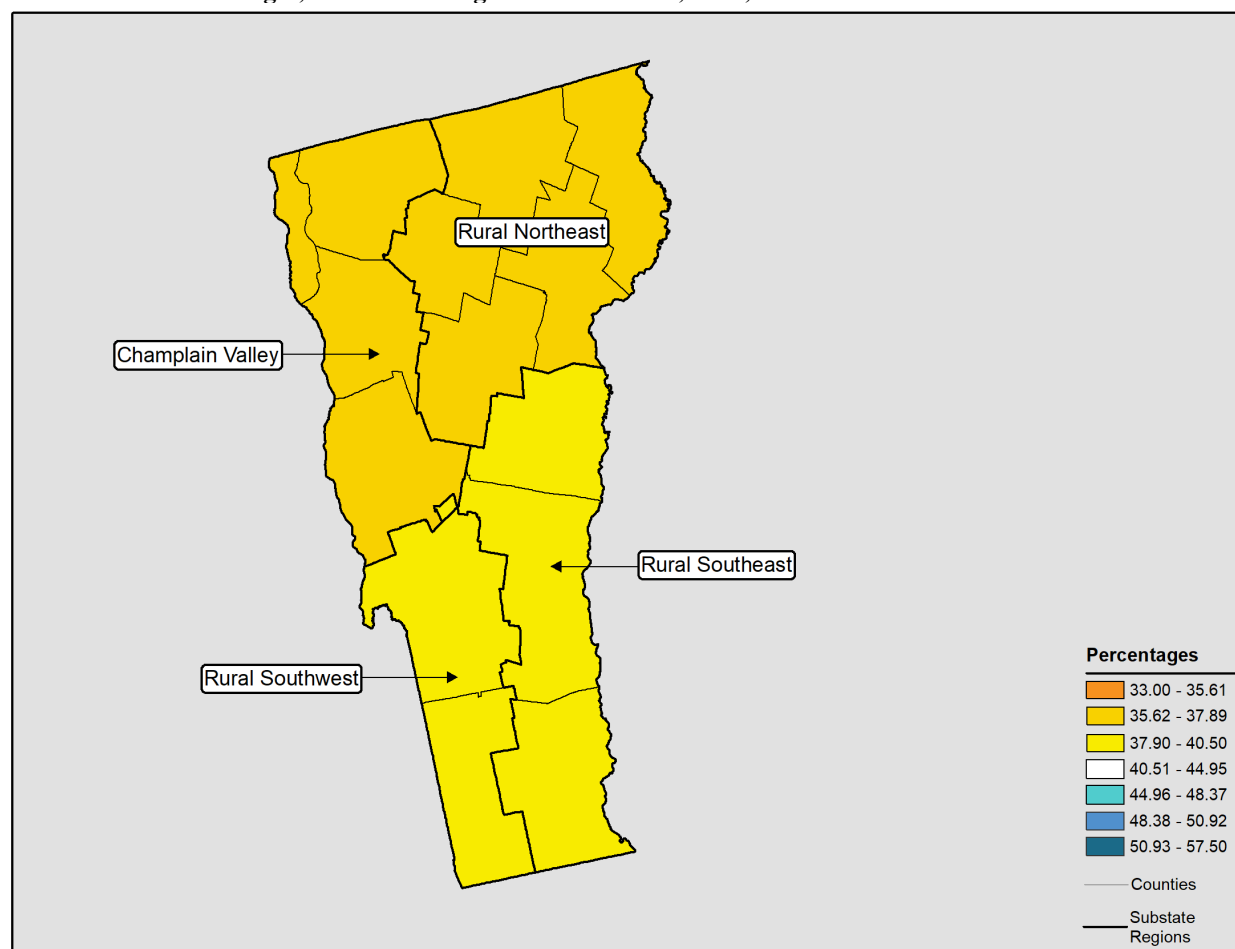 Rural Northeast
Champlain Valley
Rural Southeast
Rural Southwest
Percentages
33.00 - 35.61
35.62 - 37.89
37.90 - 40.50
40.51 - 44.95
44.96 - 48.37
48.38 - 50.92
50.93 - 57.50
Counties
Substate
Regions